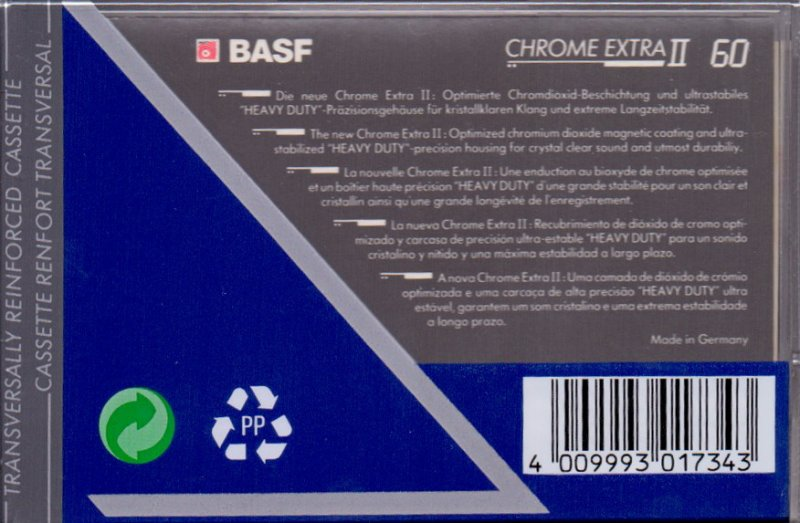 BASF
CHROME EXTRA II 60
Die neue Chrome Extra II: Optimierte Chromdioxid-Beschichtung und ultrastabiles
"HEAVY DUTY"-Präzisionsgehäuse für kristallklaren Klang und extreme Langzeitstabilität.
The new Chrome Extra II: Optimized chromium dioxide magnetic coating and ultra-
stabilized "HEAVY DUTY"-precision housing for crystal clear sound and utmost durabiliy.
La nouvelle Chrome Extra II: Une enduction au bioxyde de chrome optimisée
et un boîtier haute précision "HEAVY DUTY" d'une grande stabilité pour un son clair et
cristallin ainsi qu'une grande longévité de l'enregistrement.
La nueva Chrome Extra II: Recubrimiento de dióxido de cromo opti-
mizado y carcasa de precisión ultra-estable "HEAVY DUTY" para un sonido
cristalino y nítido y una máxima estabilidad a largo plazo.
A nova Chrome Extra II: Uma camada de dióxido de crómio
optimizada e uma carcaça de alta precisão "HEAVY DUTY" ultra
estável, garantem um som cristalino e uma extrema estabilidade
a longo prazo.
Made in Germany
PP
4 009993 017343
TRANSVERSALLY REINFORCED CASSETTE
CASSETTE RENFORT TRANSVERSAL